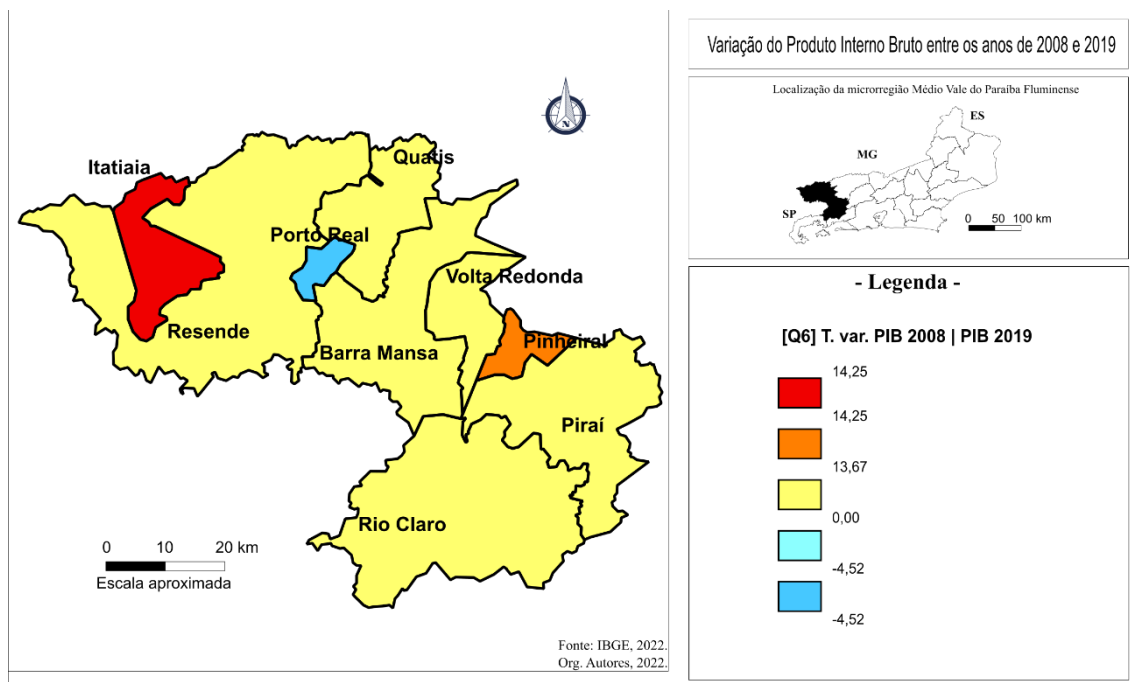 Variação do Produto Interno Bruto entre os anos de 2008 e 2019
Localização da microrregião Médio Vale do Paraíba Fluminense
ES
MG
SP
0 50 100 km
N
Itatiaia
Quatis
Porto Real
Volta Redonda
Resende
Barra Mansa
Pinheiral
Piraí
Rio Claro
0 10 20 km
Escala aproximada
Fonte: IBGE, 2022.
Org. Autores, 2022.
- Legenda -
[Q6] T. var. PIB 2008 | PIB 2019
14,25
14,25
13,67
0,00
-4,52
-4,52